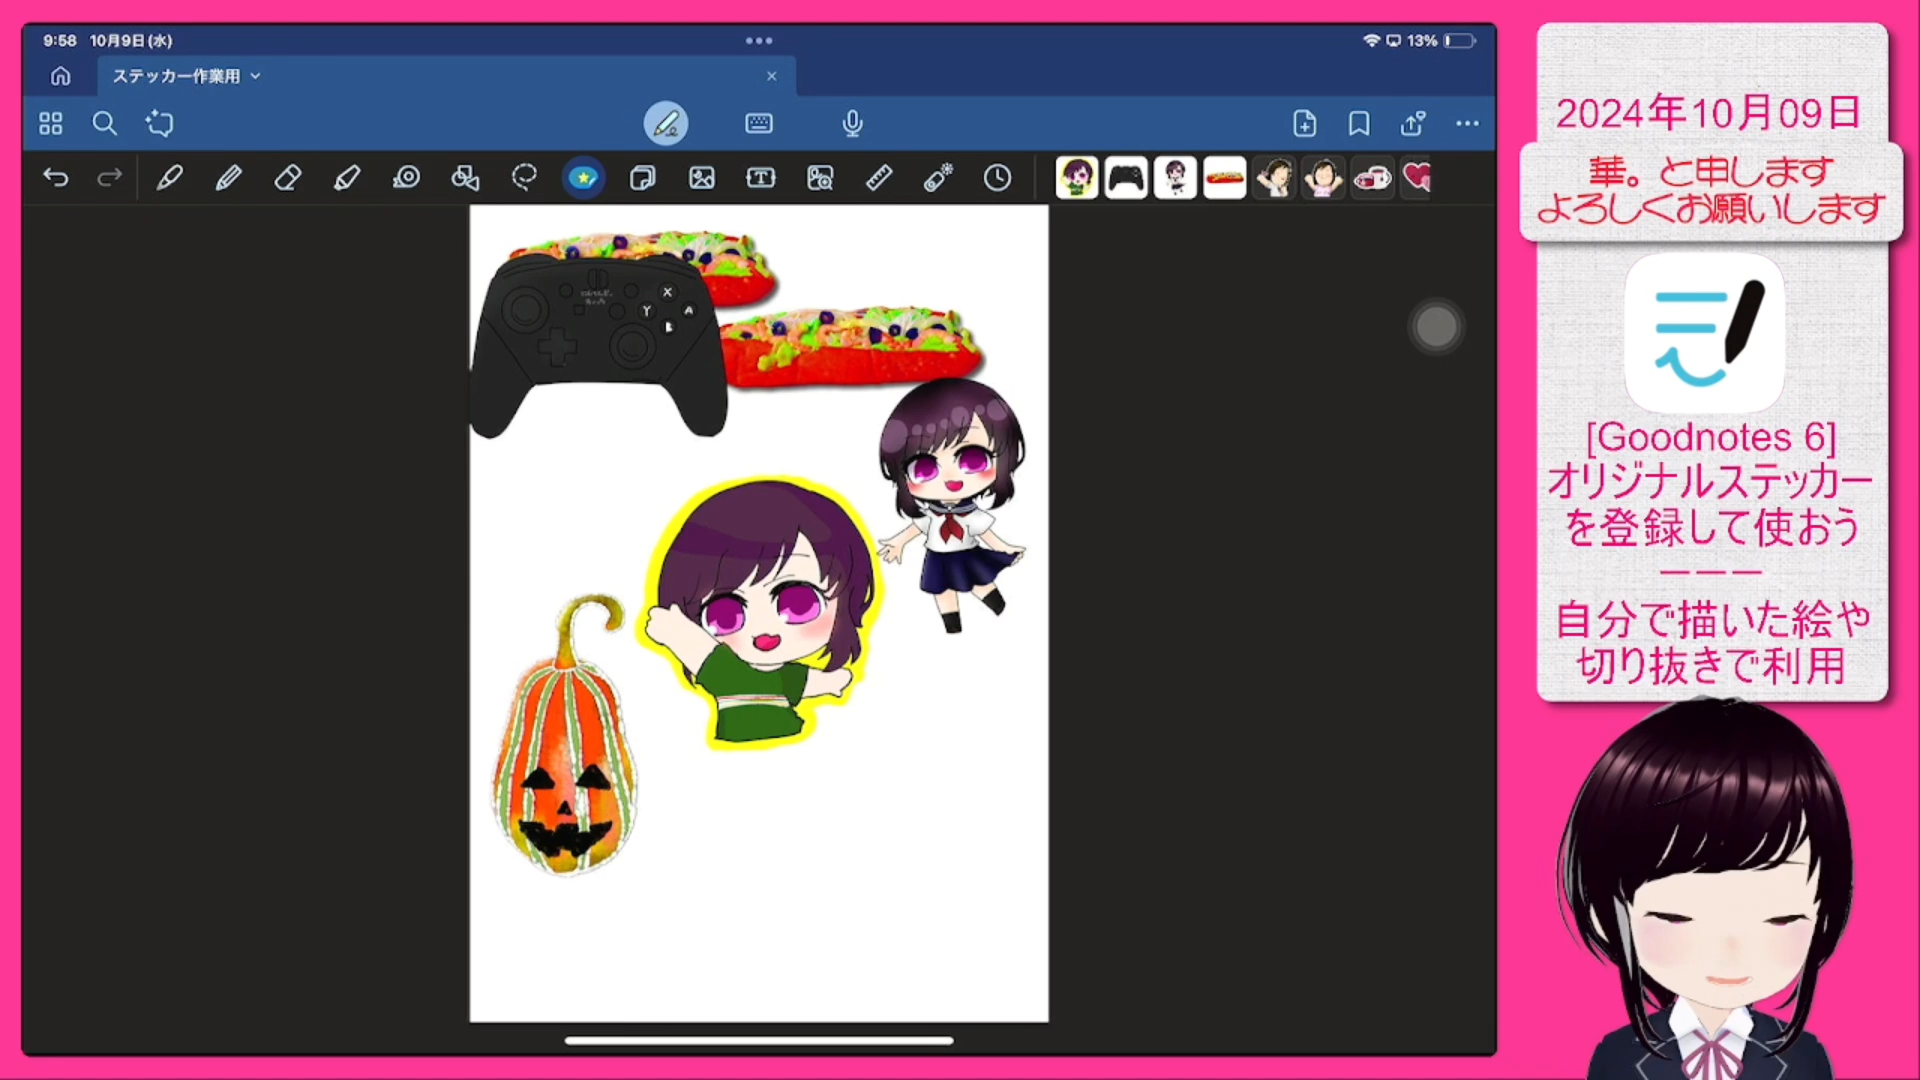 9:58 10月9日(水)
13%
ステッカー作業用
T
X
Y
A
B
2024年10月09日
華。と申します
よろしくお願いします
[Goodnotes 6]
オリジナルステッカー
を登録して使おう
ーーー
自分で描いた絵や
切り抜きで利用